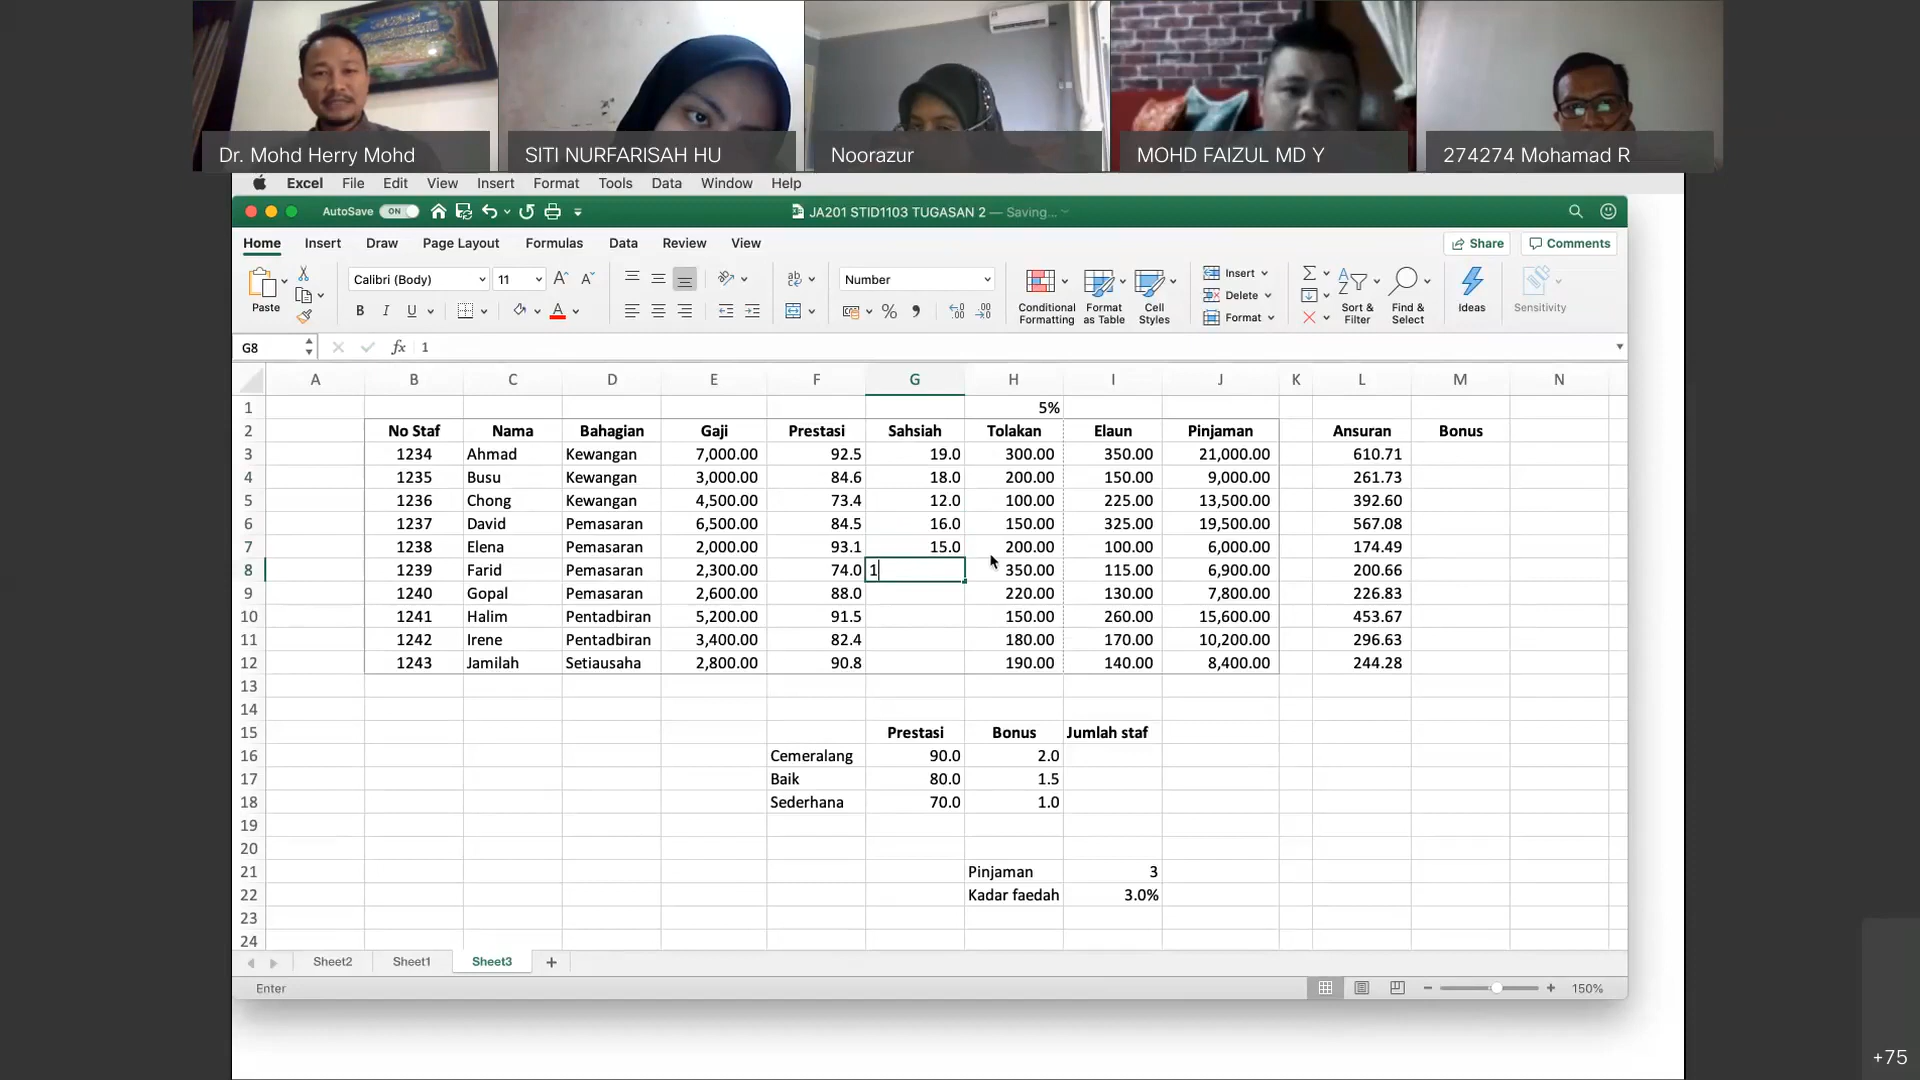 Dr. Mohd Herry Mohd
SITI NURFARISAH HU
Noorazur
MOHD FAIZUL MD Y
274274 Mohamad R
Excel File Edit View Insert Format Tools Data Window Help
AutoSave ON JA201 STID1103 TUGASAN 2 — Saving...
Home Insert Draw Page Layout Formulas Data Review View Share Comments
Paste Calibri (Body) 11 Number Conditional Formatting Format as Table Cell Styles Insert Delete Format Sort & Filter Find & Select Ideas Sensitivity
G8 fx 1
A B C D E F G H I J K L M N
1 5%
2 No Staf Nama Bahagian Gaji Prestasi Sahsiah Tolakan Elaun Pinjaman Ansuran Bonus
3 1234 Ahmad Kewangan 7,000.00 92.5 19.0 300.00 350.00 21,000.00 610.71
4 1235 Busu Kewangan 3,000.00 84.6 18.0 200.00 150.00 9,000.00 261.73
5 1236 Chong Kewangan 4,500.00 73.4 12.0 100.00 225.00 13,500.00 392.60
6 1237 David Pemasaran 6,500.00 84.5 16.0 150.00 325.00 19,500.00 567.08
7 1238 Elena Pemasaran 2,000.00 93.1 15.0 200.00 100.00 6,000.00 174.49
8 1239 Farid Pemasaran 2,300.00 74.0 1 350.00 115.00 6,900.00 200.66
9 1240 Gopal Pemasaran 2,600.00 88.0 220.00 130.00 7,800.00 226.83
10 1241 Halim Pentadbiran 5,200.00 91.5 150.00 260.00 15,600.00 453.67
11 1242 Irene Pentadbiran 3,400.00 82.4 180.00 170.00 10,200.00 296.63
12 1243 Jamilah Setiausaha 2,800.00 90.8 190.00 140.00 8,400.00 244.28
13
14
15 Prestasi Bonus Jumlah staf
16 Cemeralang 90.0 2.0
17 Baik 80.0 1.5
18 Sederhana 70.0 1.0
19
20
21 Pinjaman 3
22 Kadar faedah 3.0%
23
24
Sheet2 Sheet1 Sheet3
Enter 150%
+75